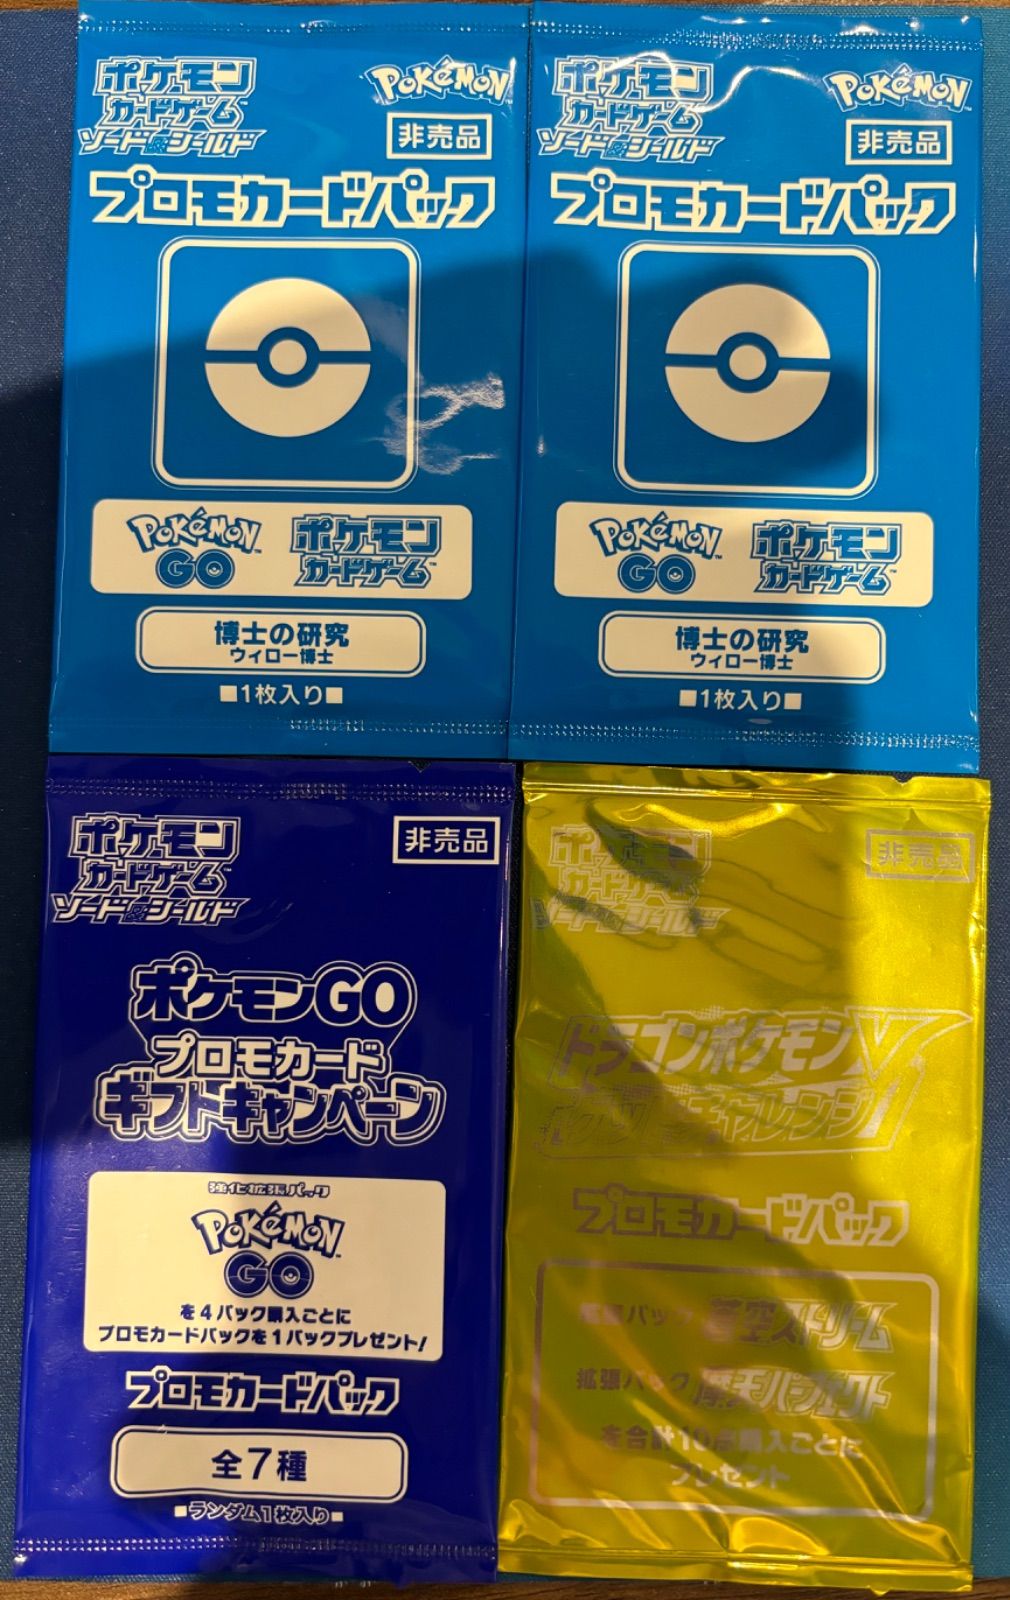 ポケモン
カードゲーム
ソード&シールド
POKéMON
非売品
プロモカードパック
POKéMON
GO
ポケモン
カードゲーム™
博士の研究
ウィロー博士
■1枚入り■
ポケモン
カードゲーム
ソード&シールド
POKéMON
非売品
プロモカードパック
POKéMON
GO
ポケモン
カードゲーム™
博士の研究
ウィロー博士
■1枚入り■
ポケモン
カードゲーム™
ソード&シールド
非売品
ポケモンGO
プロモカード
ギフトキャンペーン
強化拡張パック
POKéMON
GO
を4パック購入ごとに
プロモカードパックを1パックプレゼント!
プロモカードパック
全7種
■ランダム1枚入り■
ポケモン
カードゲーム
ソード&シールド
非売品
ドラゴンポケモンV
ゲットチャレンジ
プロモカードパック
拡張パック 蒼空ストリーム
拡張パック 摩天パーフェクト
を合計10点購入ごとに
プレゼント